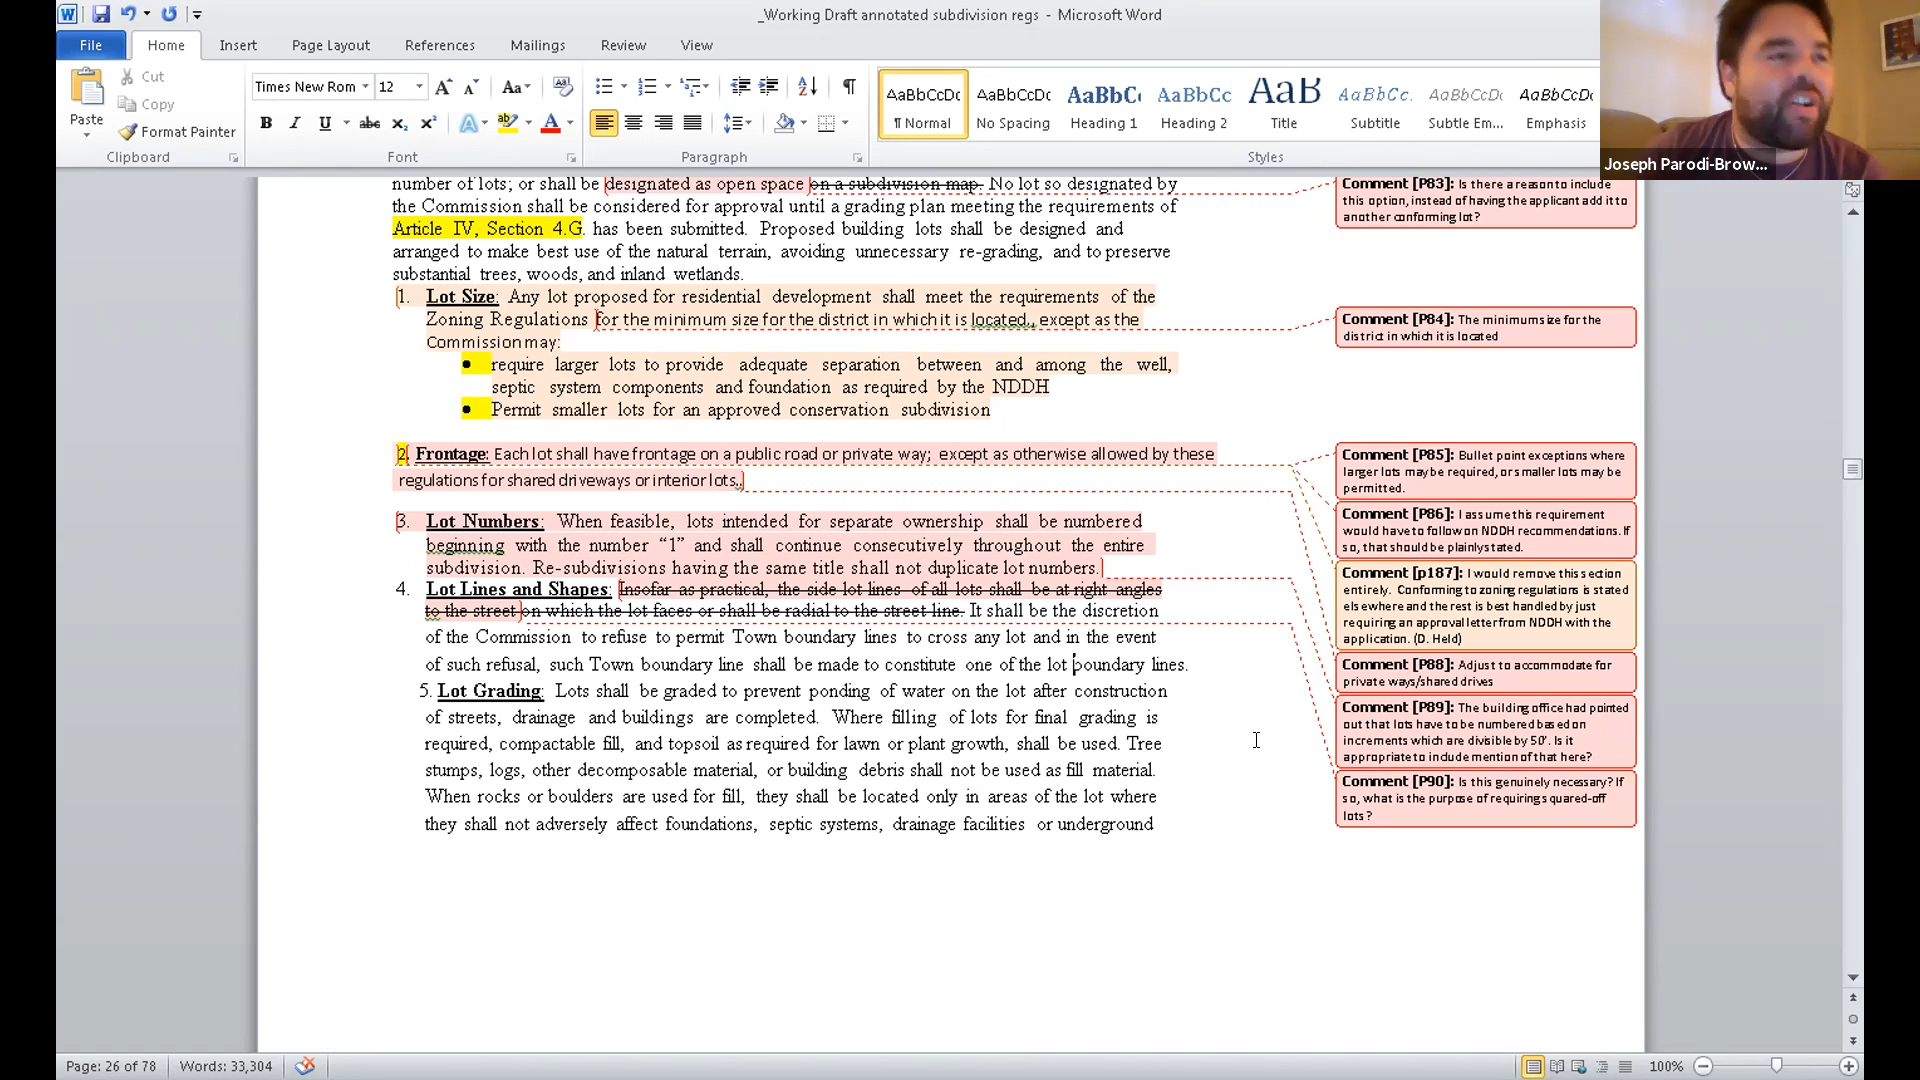 _Working Draft annotated subdivision regs - Microsoft Word
File Home Insert Page Layout References Mailings Review View
Paste
Cut
Copy
Format Painter
Clipboard
Times New Rom 12
Font
Paragraph
AaBbCcDc AaBbCcDc AaBbC AaBbCc AaB AaBbCc. AaBbCcDc AaBbCcDc
¶ Normal No Spacing Heading 1 Heading 2 Title Subtitle Subtle Em... Emphasis
Styles
Joseph Parodi-Brow...
number of lots; or shall be designated as open space on a subdivision map. No lot so designated by
the Commission shall be considered for approval until a grading plan meeting the requirements of
Article IV, Section 4.G. has been submitted. Proposed building lots shall be designed and
arranged to make best use of the natural terrain, avoiding unnecessary re-grading, and to preserve
substantial trees, woods, and inland wetlands.
1. Lot Size: Any lot proposed for residential development shall meet the requirements of the
Zoning Regulations for the minimum size for the district in which it is located., except as the
Commission may:
• require larger lots to provide adequate separation between and among the well,
septic system components and foundation as required by the NDDH
• Permit smaller lots for an approved conservation subdivision
2. Frontage: Each lot shall have frontage on a public road or private way; except as otherwise allowed by these
regulations for shared driveways or interior lots..
3. Lot Numbers: When feasible, lots intended for separate ownership shall be numbered
beginning with the number “1” and shall continue consecutively throughout the entire
subdivision. Re-subdivisions having the same title shall not duplicate lot numbers.
4. Lot Lines and Shapes: Insofar as practical, the side lot lines of all lots shall be at right angles
to the street on which the lot faces or shall be radial to the street line. It shall be the discretion
of the Commission to refuse to permit Town boundary lines to cross any lot and in the event
of such refusal, such Town boundary line shall be made to constitute one of the lot boundary lines.
5. Lot Grading: Lots shall be graded to prevent ponding of water on the lot after construction
of streets, drainage and buildings are completed. Where filling of lots for final grading is
required, compactable fill, and topsoil as required for lawn or plant growth, shall be used. Tree
stumps, logs, other decomposable material, or building debris shall not be used as fill material.
When rocks or boulders are used for fill, they shall be located only in areas of the lot where
they shall not adversely affect foundations, septic systems, drainage facilities or underground
Comment [P83]: Is there a reason to include
this option, instead of having the applicant add it to
another conforming lot?
Comment [P84]: The minimum size for the
district in which it is located
Comment [P85]: Bullet point exceptions where
larger lots may be required, or smaller lots may be
permitted.
Comment [P86]: I assume this requirement
would have to follow on NDDH recommendations. If
so, that should be plainly stated.
Comment [p187]: I would remove this section
entirely. Conforming to zoning regulations is stated
elsewhere and the rest is best handled by just
requiring an approval letter from NDDH with the
application. (D. Held)
Comment [P88]: Adjust to accommodate for
private ways/shared drives
Comment [P89]: The building office had pointed
out that lots have to be numbered based on
increments which are divisible by 50'. Is it
appropriate to include mention of that here?
Comment [P90]: Is this genuinely necessary? If
so, what is the purpose of requiring squared-off
lots?
Page: 26 of 78 Words: 33,304 100%